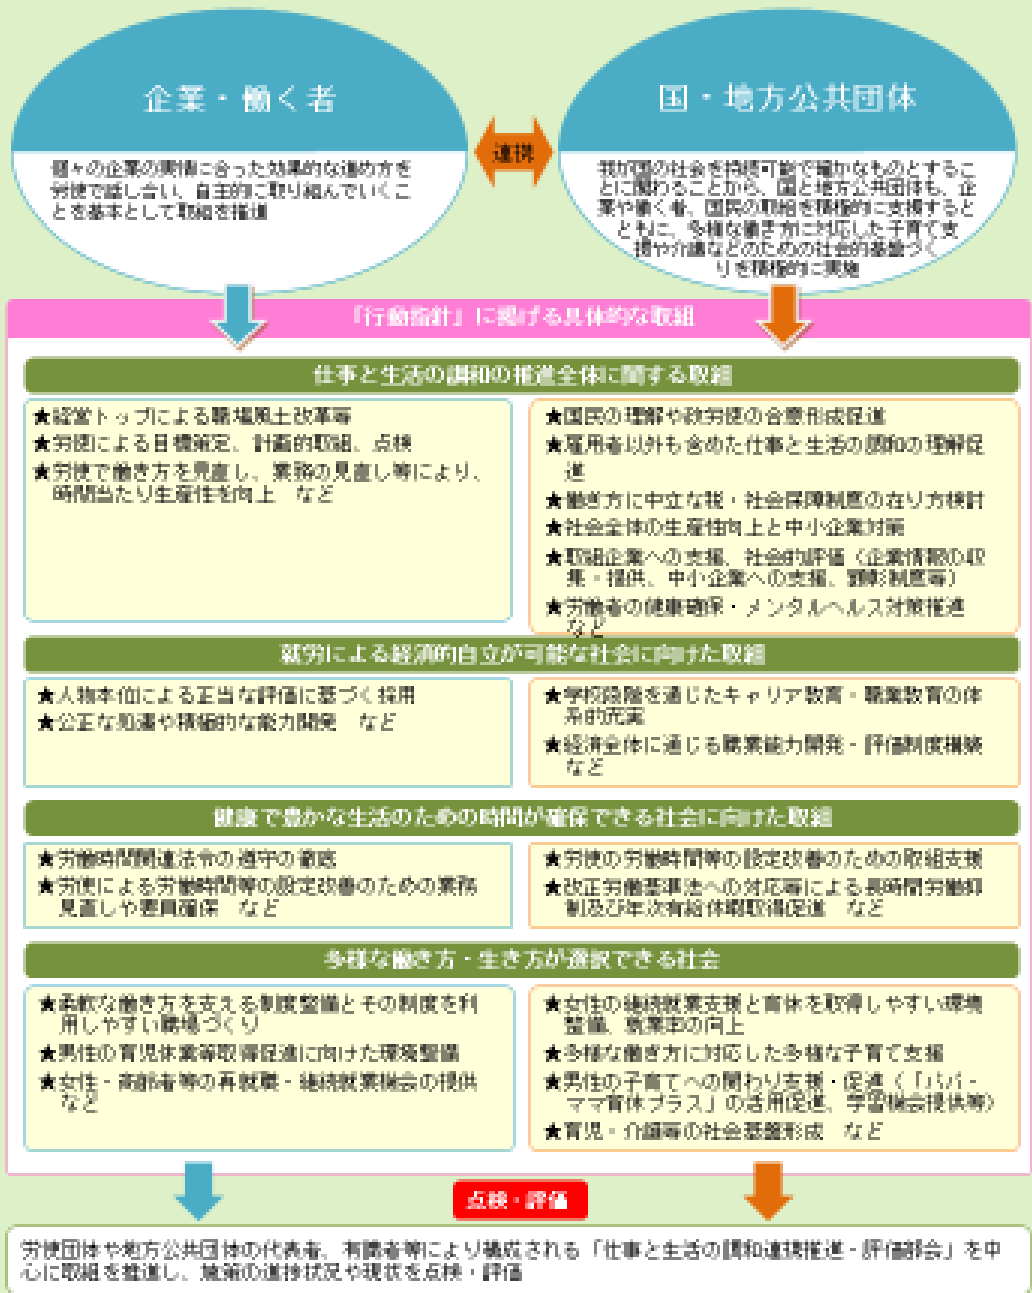 企業・働く者
個々の企業の実情に合った効果的な進め方を
労使で話し合い、自主的に取り組んでいくこ
とを基本として取組を推進
連携
国・地方公共団体
我が国の社会を持続可能で確かなものとするこ
とに関わることから、国と地方公共団体も、企
業や働く者、国民の取組を積極的に支援すると
ともに、多様な働き方に対応した子育て支
援や介護などのための社会的基盤づく
りを積極的に実施
「行動指針」に掲げる具体的な取組
仕事と生活の調和の推進全体に関する取組
★経営トップによる職場風土改革等
★労使による目標策定、計画的取組、点検
★労使で働き方を見直し、業務の見直し等により、
時間当たり生産性を向上 など
★国民の理解や政労使の合意形成促進
★雇用者以外も含めた仕事と生活の調和の理解促
進
★働き方に中立な税・社会保障制度の在り方検討
★社会全体の生産性向上と中小企業対策
★取組企業への支援、社会的評価（企業情報の収
集・提供、中小企業への支援、顕彰制度等）
★労働者の健康確保・メンタルヘルス対策推進
など
就労による経済的自立が可能な社会に向けた取組
★人物本位による正当な評価に基づく採用
★公正な処遇や積極的な能力開発 など
★学校段階を通じたキャリア教育・職業教育の体
系的充実
★経済全体に通じる職業能力開発・評価制度構築
など
健康で豊かな生活のための時間が確保できる社会に向けた取組
★労働時間関連法令の遵守の徹底
★労使による労働時間等の設定改善のための業務
見直しや要員確保 など
★労使の労働時間等の設定改善のための取組支援
★改正労働基準法への対応等による長時間労働抑
制及び年次有給休暇取得促進 など
多様な働き方・生き方が選択できる社会
★柔軟な働き方を支える制度整備とその制度を利
用しやすい職場づくり
★男性の育児休業等取得促進に向けた環境整備
★女性・高齢者等の再就職・継続就業機会の提供
など
★女性の継続就業支援と育休を取得しやすい環境
整備、就業率の向上
★多様な働き方に対応した多様な子育て支援
★男性の子育てへの関わり支援・促進（「パパ・
ママ育休プラス」の活用促進、学習機会提供等）
★育児・介護等の社会基盤形成 など
点検・評価
労使団体や地方公共団体の代表者、有識者等により構成される「仕事と生活の調和連携推進・評価部会」を中
心に取組を推進し、施策の進捗状況や現状を点検・評価